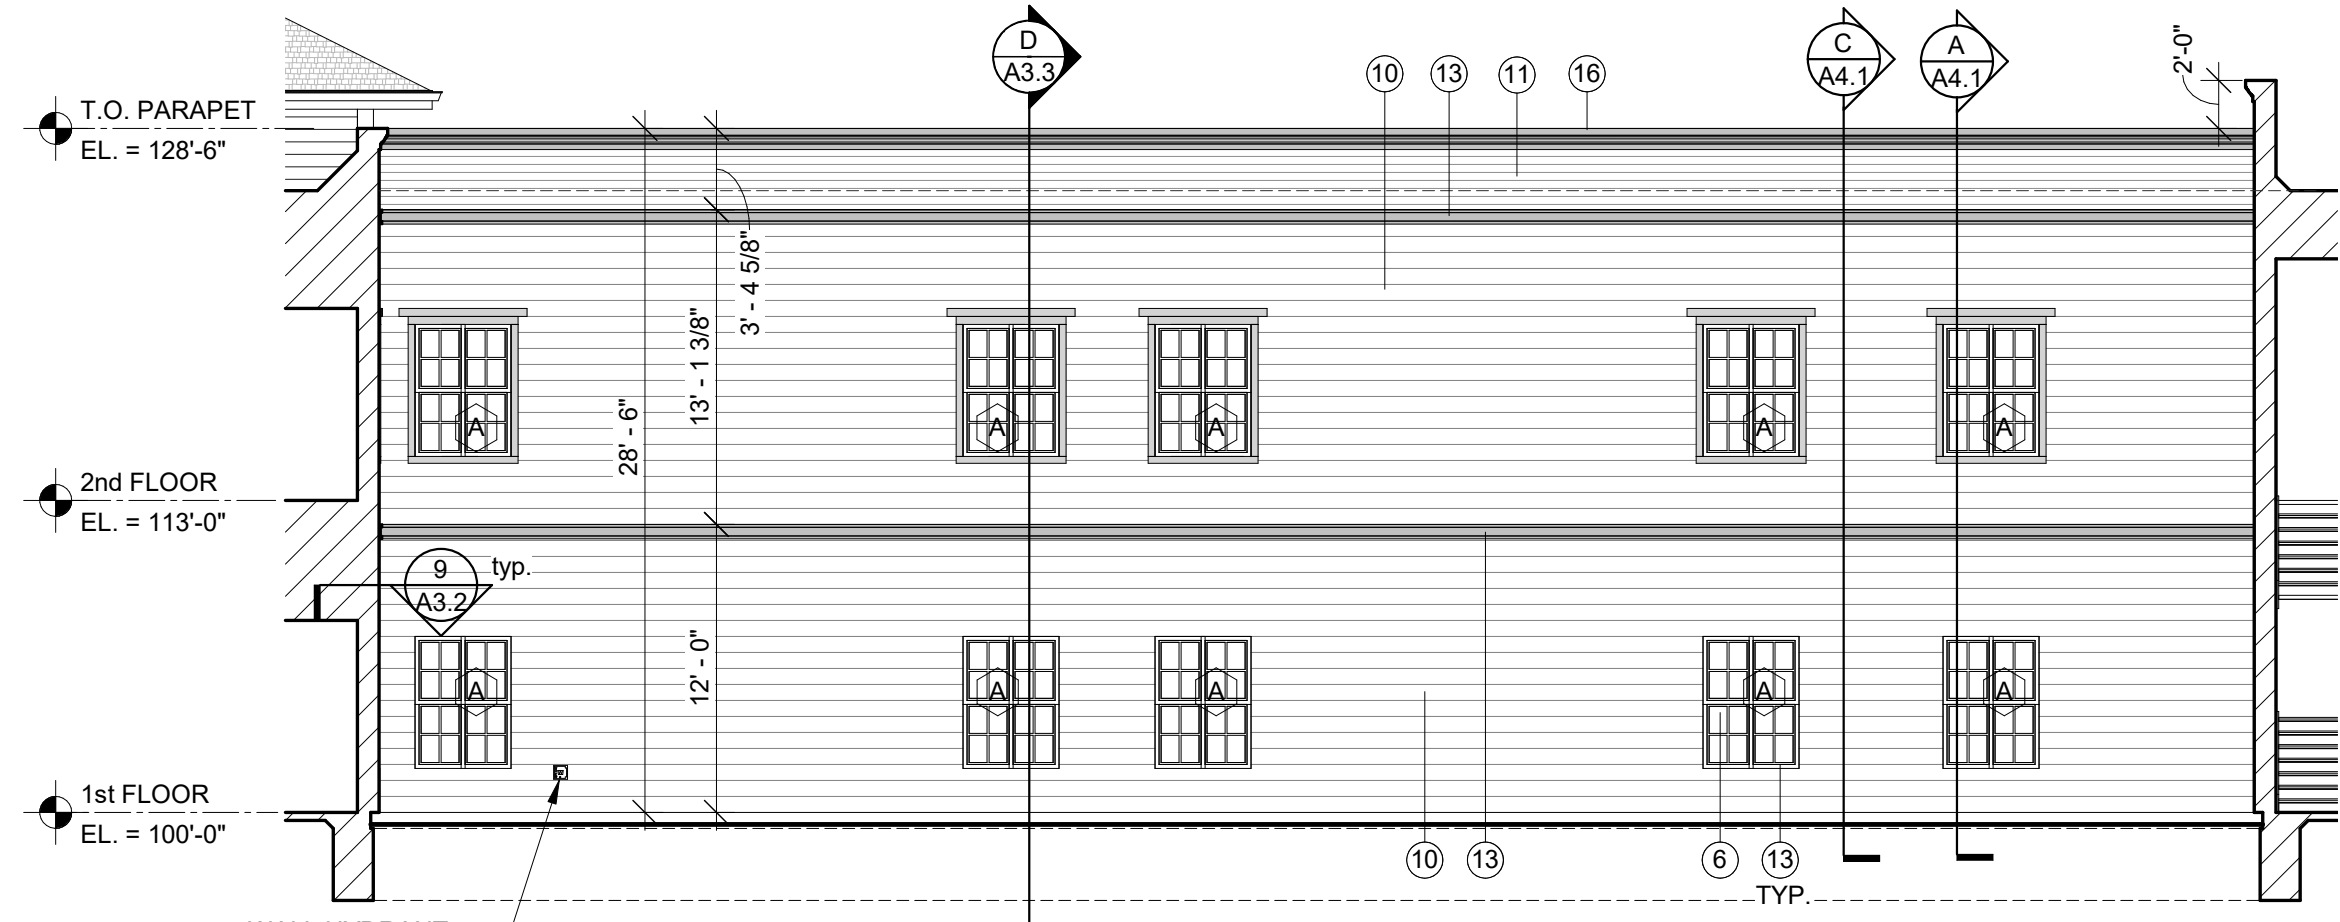 D
A3.3
C
A4.1
A
A4.1
2'-0"
10
13
11
16
T.O. PARAPET
EL. = 128'-6"
3' - 4 5/8"
13' - 1 3/8"
28' - 6"
A
A
A
A
A
2nd FLOOR
EL. = 113'-0"
9
A3.2
typ.
12' - 0"
A
A
A
A
A
1st FLOOR
EL. = 100'-0"
10
13
6
13
TYP.